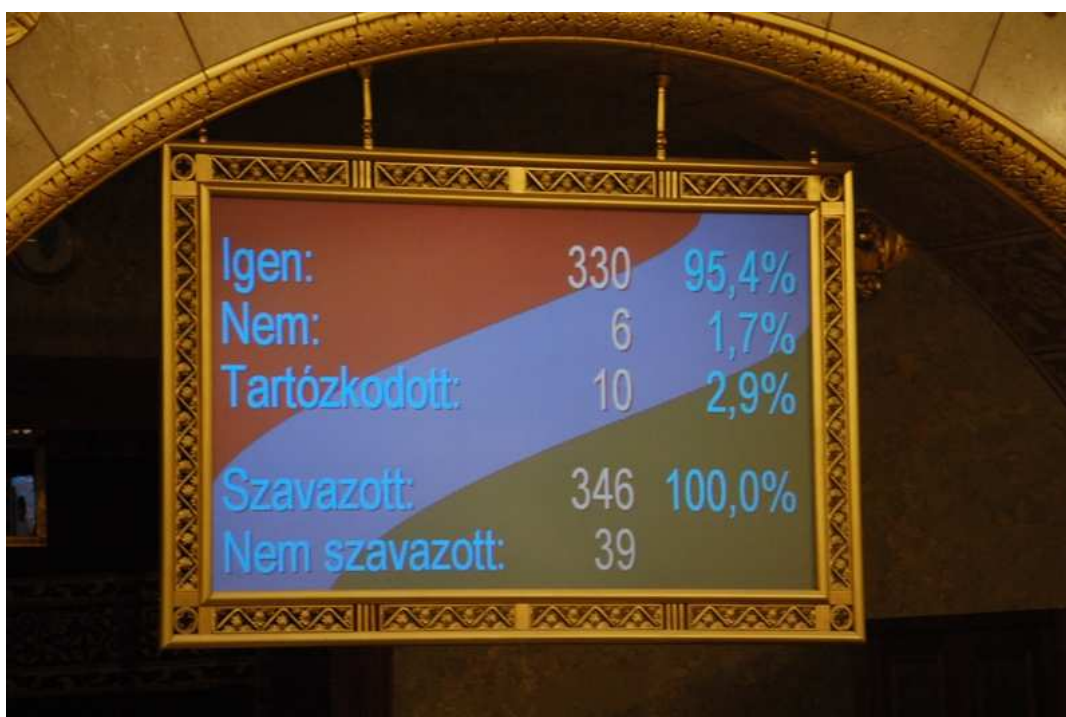 Igen: 330 95,4%
Nem: 6 1,7%
Tartózkodott: 10 2,9%
Szavazott: 346 100,0%
Nem szavazott: 39